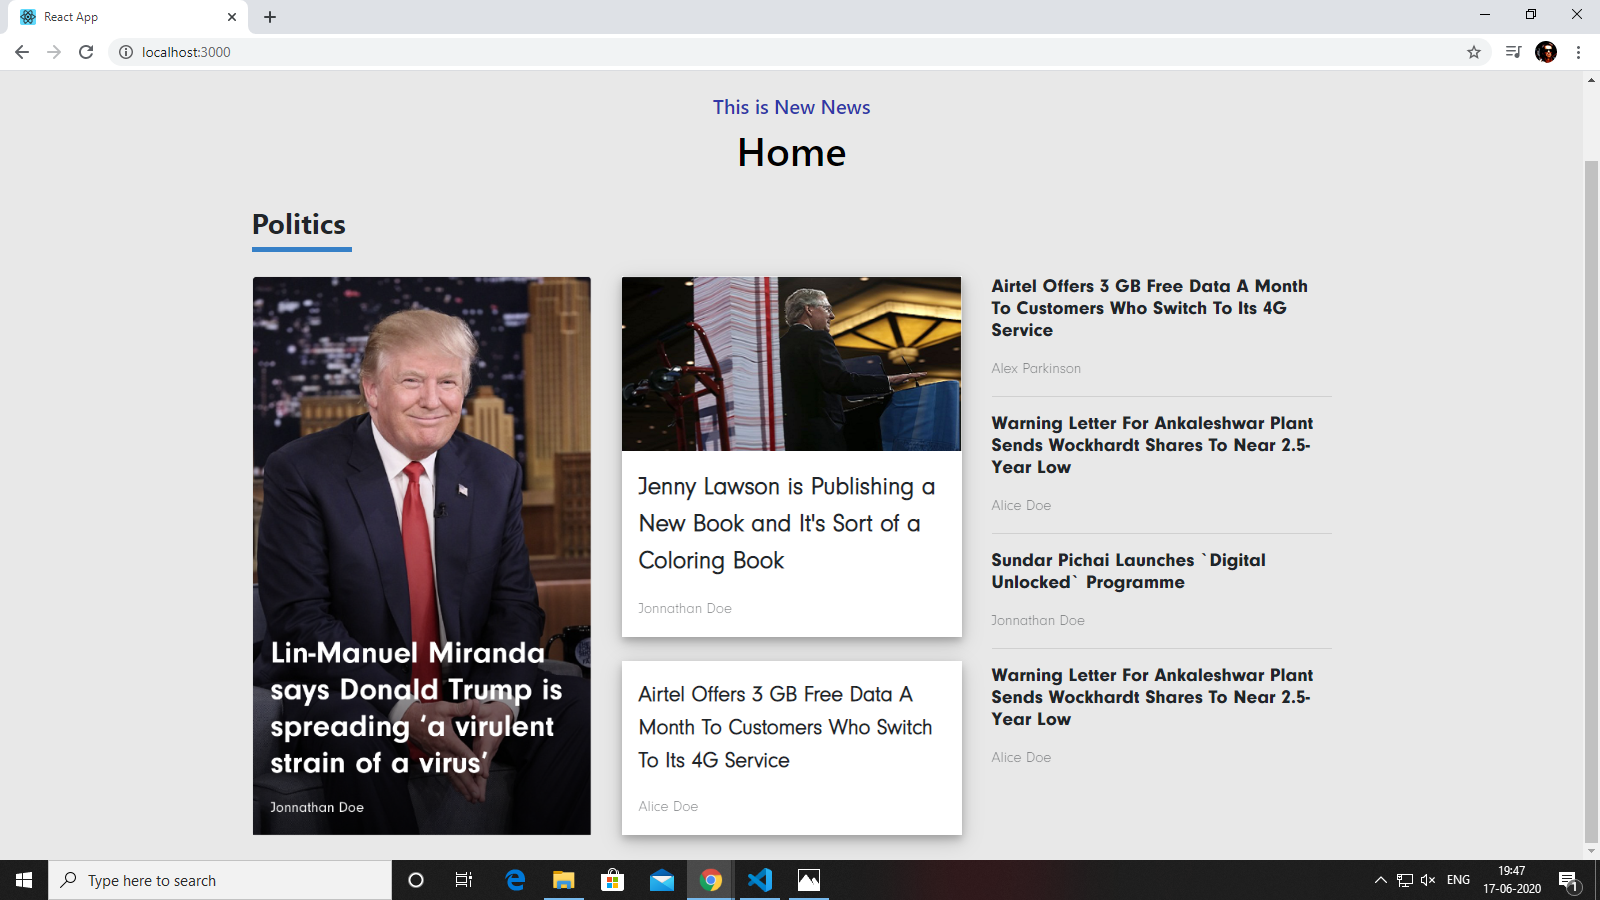 React App
localhost:3000
This is New News
Home
Politics
Lin-Manuel Miranda
says Donald Trump is
spreading ‘a virulent
strain of a virus’
Jonnathan Doe
Jenny Lawson is Publishing a
New Book and It's Sort of a
Coloring Book
Jonnathan Doe
Airtel Offers 3 GB Free Data A
Month To Customers Who Switch
To Its 4G Service
Alice Doe
Airtel Offers 3 GB Free Data A Month
To Customers Who Switch To Its 4G
Service
Alex Parkinson
Warning Letter For Ankaleshwar Plant
Sends Wockhardt Shares To Near 2.5-
Year Low
Alice Doe
Sundar Pichai Launches `Digital
Unlocked` Programme
Jonnathan Doe
Warning Letter For Ankaleshwar Plant
Sends Wockhardt Shares To Near 2.5-
Year Low
Alice Doe
Type here to search
ENG
19:47
17-06-2020
1